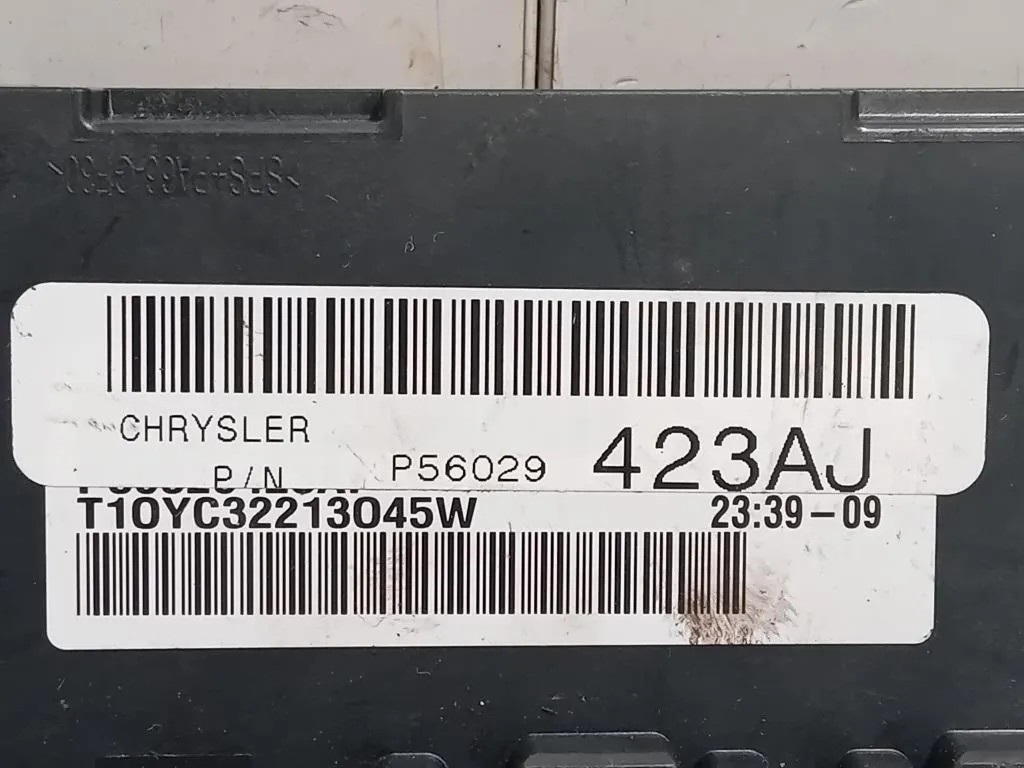 CHRYSLER
P/N P56029 423AJ
T10YC32213045W 23:39-09